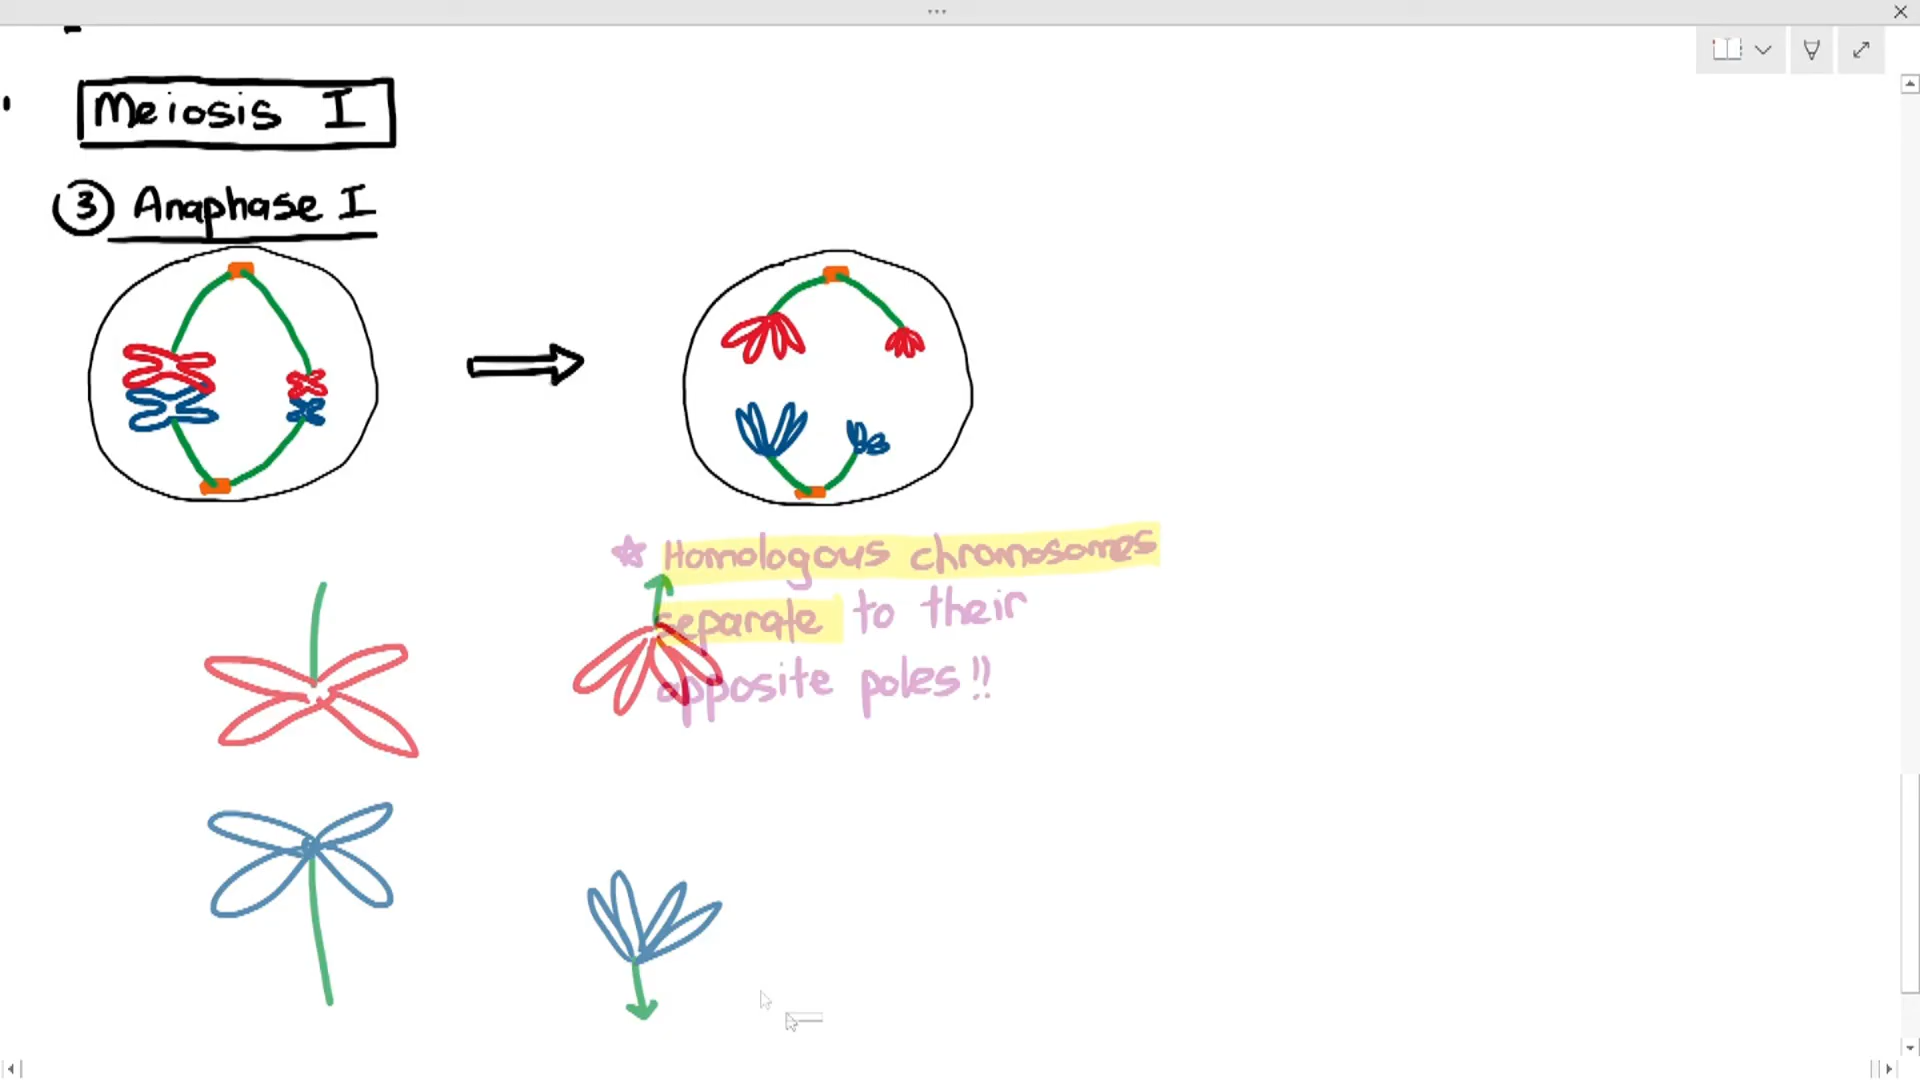 Meiosis I
3 Anaphase I
☆ Homologous chromosomes
separate to their
opposite poles!!